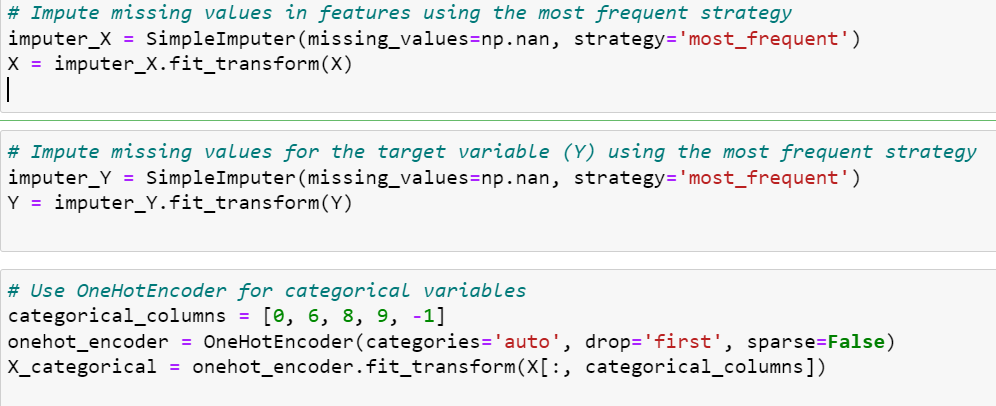 # Impute missing values in features using the most frequent strategy
imputer_X = SimpleImputer(missing_values=np.nan, strategy='most_frequent')
X = imputer_X.fit_transform(X)
# Impute missing values for the target variable (Y) using the most frequent strategy
imputer_Y = SimpleImputer(missing_values=np.nan, strategy='most_frequent')
Y = imputer_Y.fit_transform(Y)
# Use OneHotEncoder for categorical variables
categorical_columns = [0, 6, 8, 9, -1]
onehot_encoder = OneHotEncoder(categories='auto', drop='first', sparse=False)
X_categorical = onehot_encoder.fit_transform(X[:, categorical_columns])